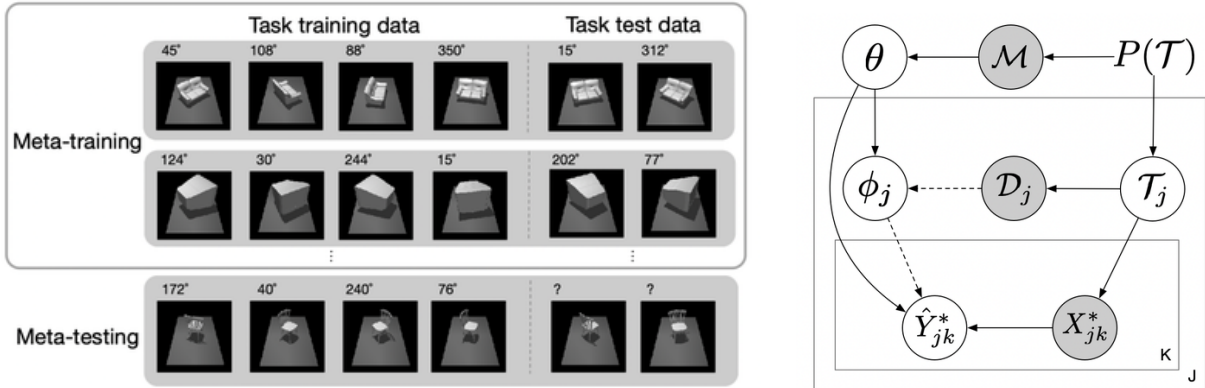 Task training data Task test data
45° 108° 88° 350° 15° 312°
Meta-training
124° 30° 244° 15° 202° 77°
Meta-testing
172° 40° 240° 76° ? ?
θ ℳ P(𝒯)
ϕⱼ 𝒟ⱼ 𝒯ⱼ
Ŷ*ⱼₖ X*ⱼₖ
K
J